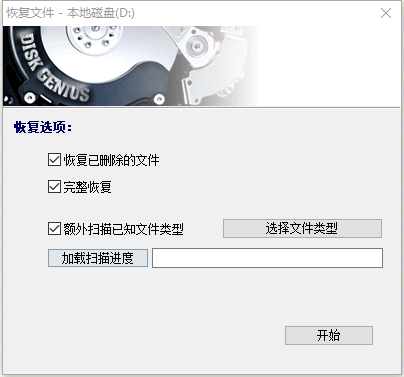 恢复文件 - 本地磁盘(D:)
DISK GENIUS
恢复选项：
恢复已删除的文件
完整恢复
额外扫描已知文件类型
选择文件类型
加载扫描进度
开始